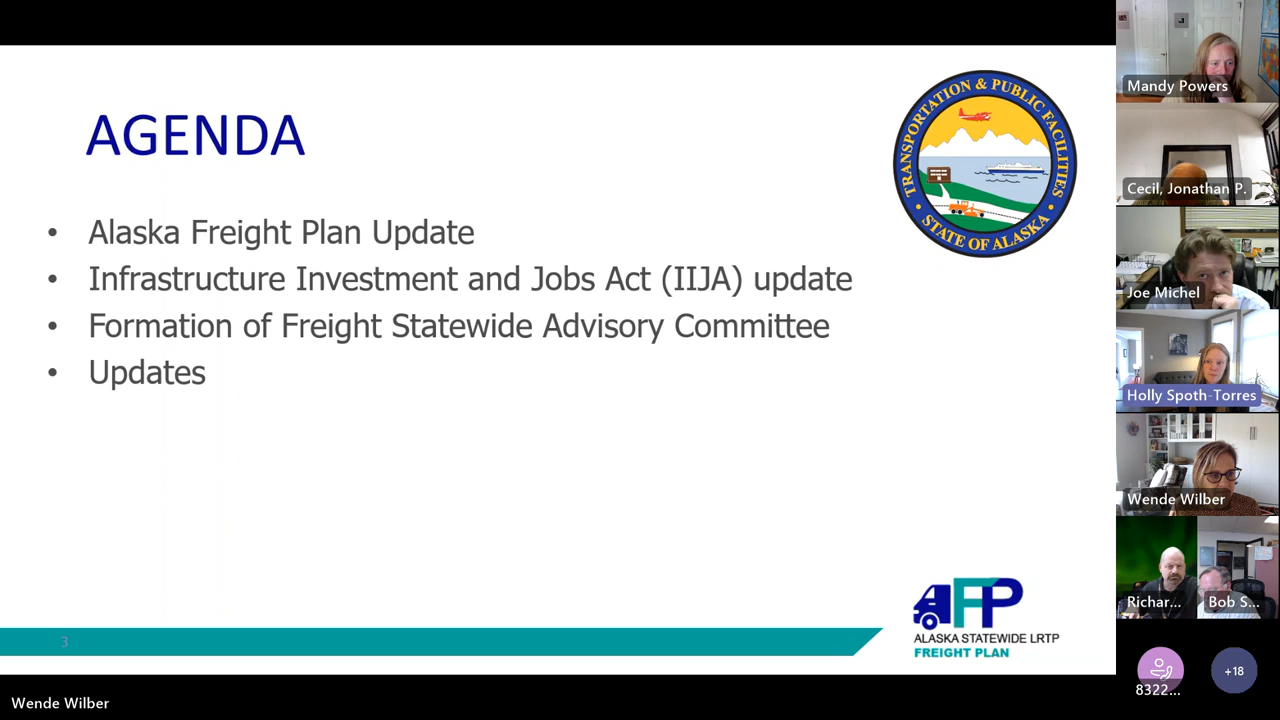 AGENDA
• Alaska Freight Plan Update
• Infrastructure Investment and Jobs Act (IIJA) update
• Formation of Freight Statewide Advisory Committee
• Updates
TRANSPORTATION & PUBLIC FACILITIES
STATE OF ALASKA
3
AFP
ALASKA STATEWIDE LRTP
FREIGHT PLAN
Wende Wilber
Mandy Powers
Cecil, Jonathan P.
Joe Michel
Holly Spoth-Torres
Wende Wilber
Richar...
Bob S...
8322...
+18